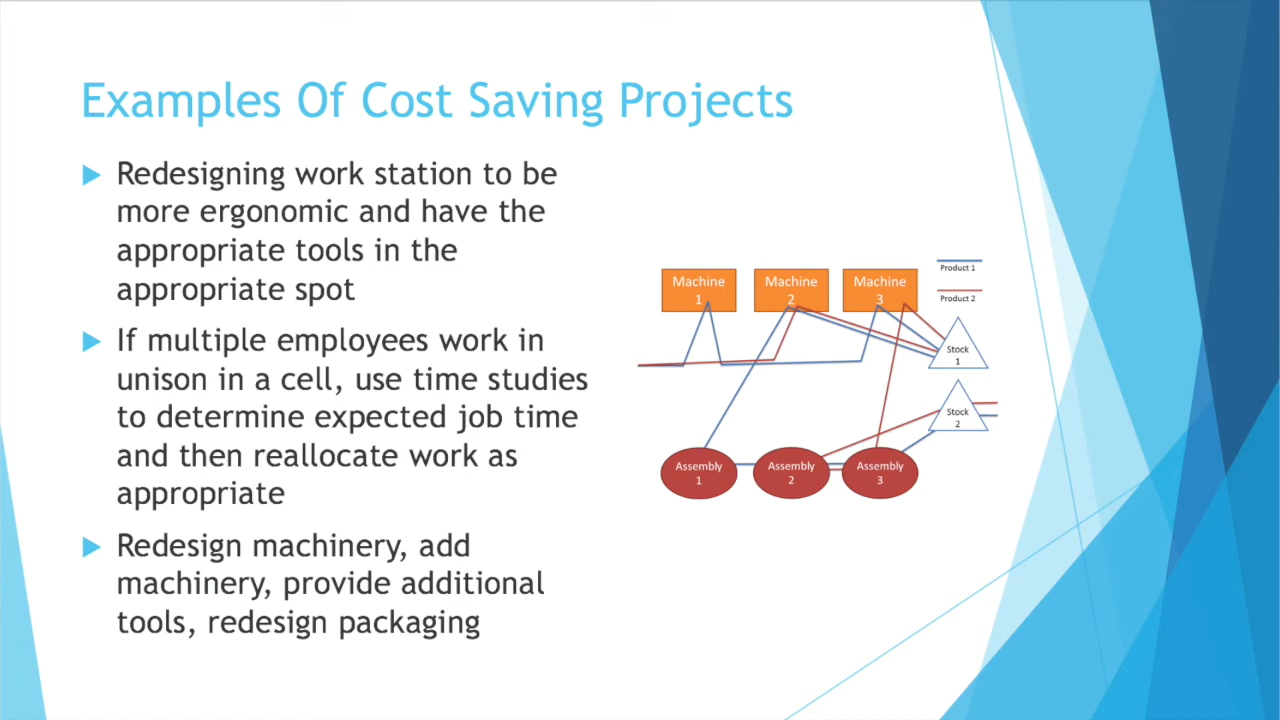 Examples Of Cost Saving Projects
Redesigning work station to be
more ergonomic and have the
appropriate tools in the
appropriate spot
If multiple employees work in
unison in a cell, use time studies
to determine expected job time
and then reallocate work as
appropriate
Redesign machinery, add
machinery, provide additional
tools, redesign packaging
Machine
1
Machine
2
Machine
3
Product 1
Product 2
Stock
1
Stock
2
Assembly
1
Assembly
2
Assembly
3